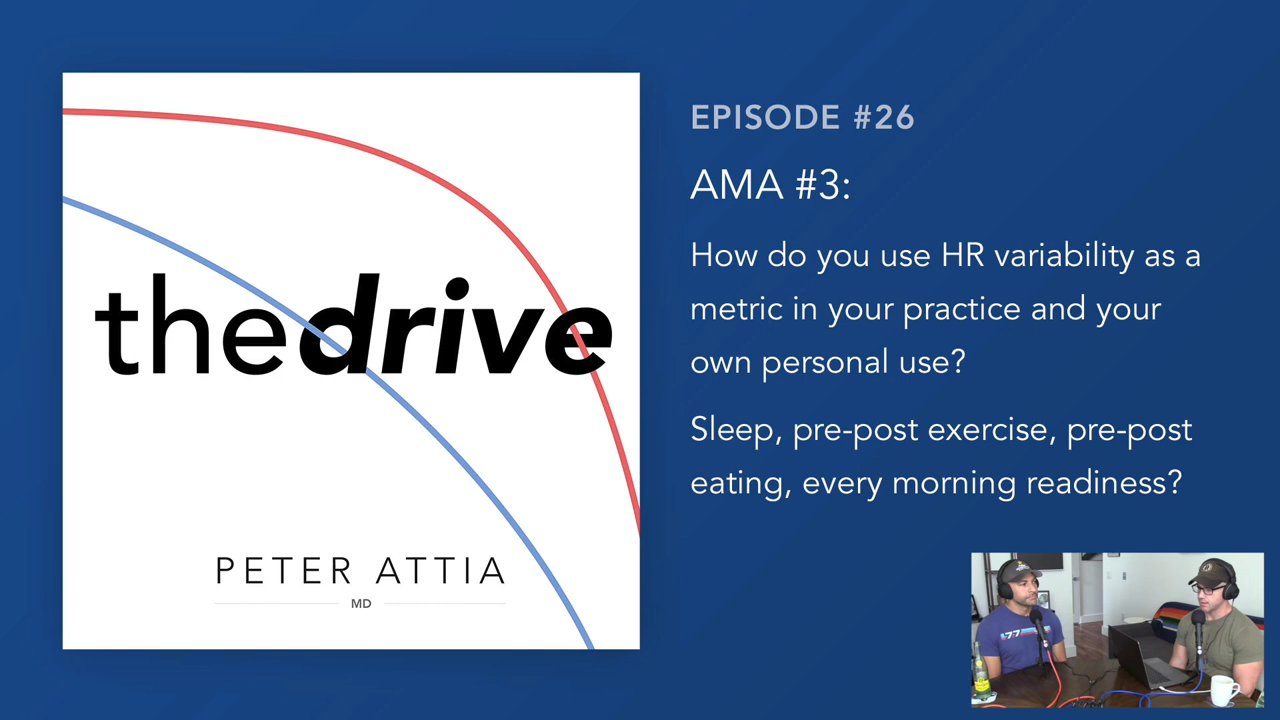 thedrive
PETER ATTIA
MD
EPISODE #26
AMA #3:
How do you use HR variability as a
metric in your practice and your
own personal use?
Sleep, pre-post exercise, pre-post
eating, every morning readiness?
'77